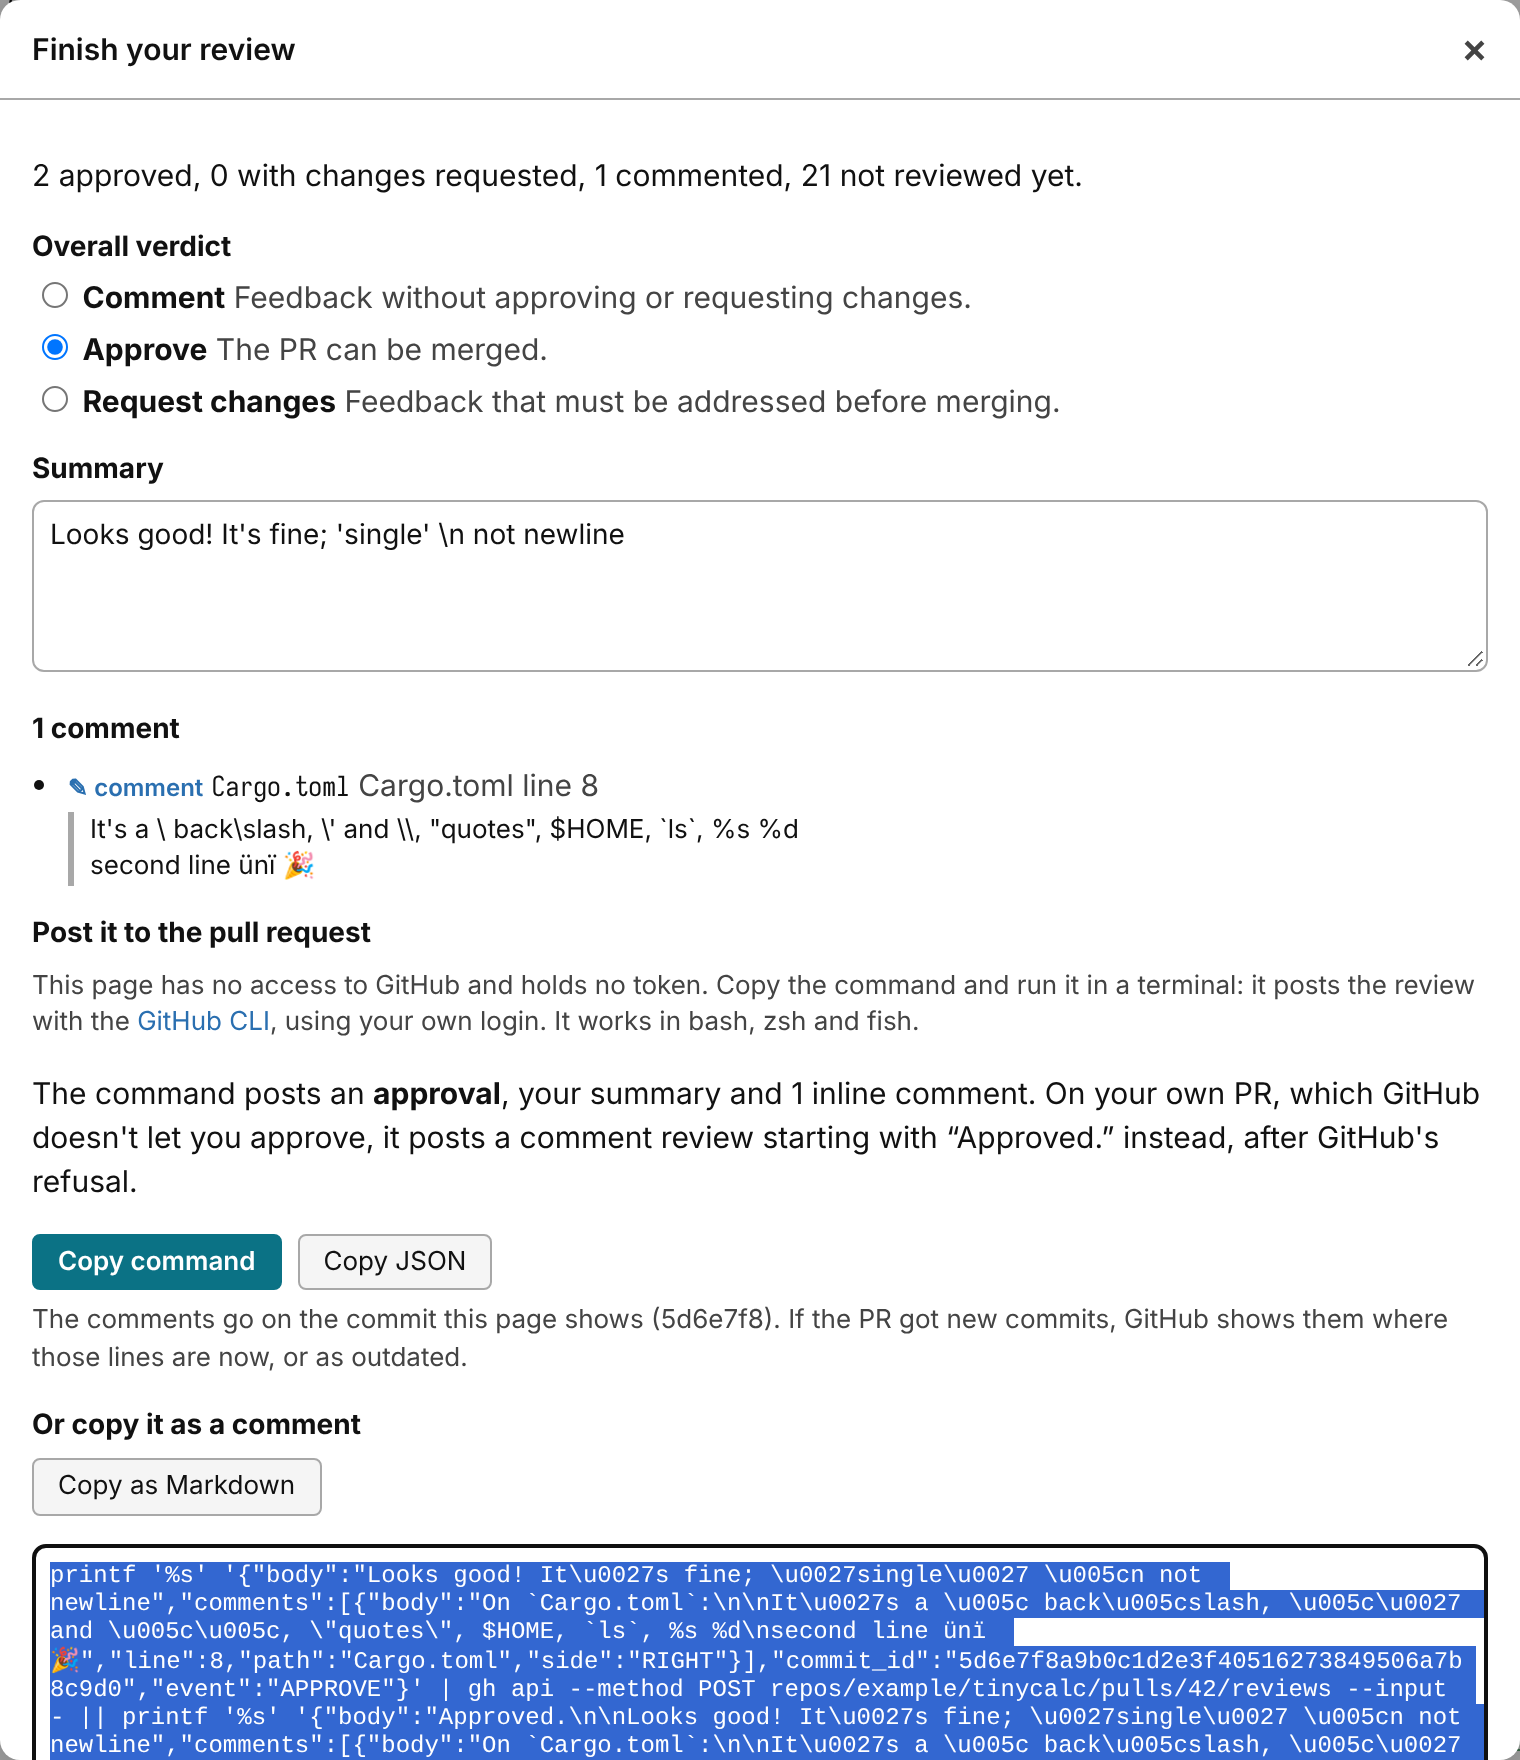 Finish your review
×
2 approved, 0 with changes requested, 1 commented, 21 not reviewed yet.
Overall verdict
Comment Feedback without approving or requesting changes.
Approve The PR can be merged.
Request changes Feedback that must be addressed before merging.
Summary
Looks good! It's fine; 'single' \n not newline
1 comment
• ✎ comment Cargo.toml Cargo.toml line 8
It's a \ back\slash, \' and \\, "quotes", $HOME, `ls`, %s %d
second line ünï 🎉
Post it to the pull request
This page has no access to GitHub and holds no token. Copy the command and run it in a terminal: it posts the review
with the GitHub CLI, using your own login. It works in bash, zsh and fish.
The command posts an approval, your summary and 1 inline comment. On your own PR, which GitHub
doesn't let you approve, it posts a comment review starting with “Approved.” instead, after GitHub's
refusal.
Copy command
Copy JSON
The comments go on the commit this page shows (5d6e7f8). If the PR got new commits, GitHub shows them where
those lines are now, or as outdated.
Or copy it as a comment
Copy as Markdown
printf '%s' '{"body":"Looks good! It\u0027s fine; \u0027single\u0027 \u005cn not
newline","comments":[{"body":"On `Cargo.toml`:\n\nIt\u0027s a \u005c back\u005cslash, \u005c\u0027
and \u005c\u005c, \"quotes\", $HOME, `ls`, %s %d\nsecond line ünï
🎉","line":8,"path":"Cargo.toml","side":"RIGHT"}],"commit_id":"5d6e7f8a9b0c1d2e3f40516273849506a7b
8c9d0","event":"APPROVE"}' | gh api --method POST repos/example/tinycalc/pulls/42/reviews --input
- || printf '%s' '{"body":"Approved.\n\nLooks good! It\u0027s fine; \u0027single\u0027 \u005cn not
newline","comments":[{"body":"On `Cargo.toml`:\n\nIt\u0027s a \u005c back\u005cslash, \u005c\u0027